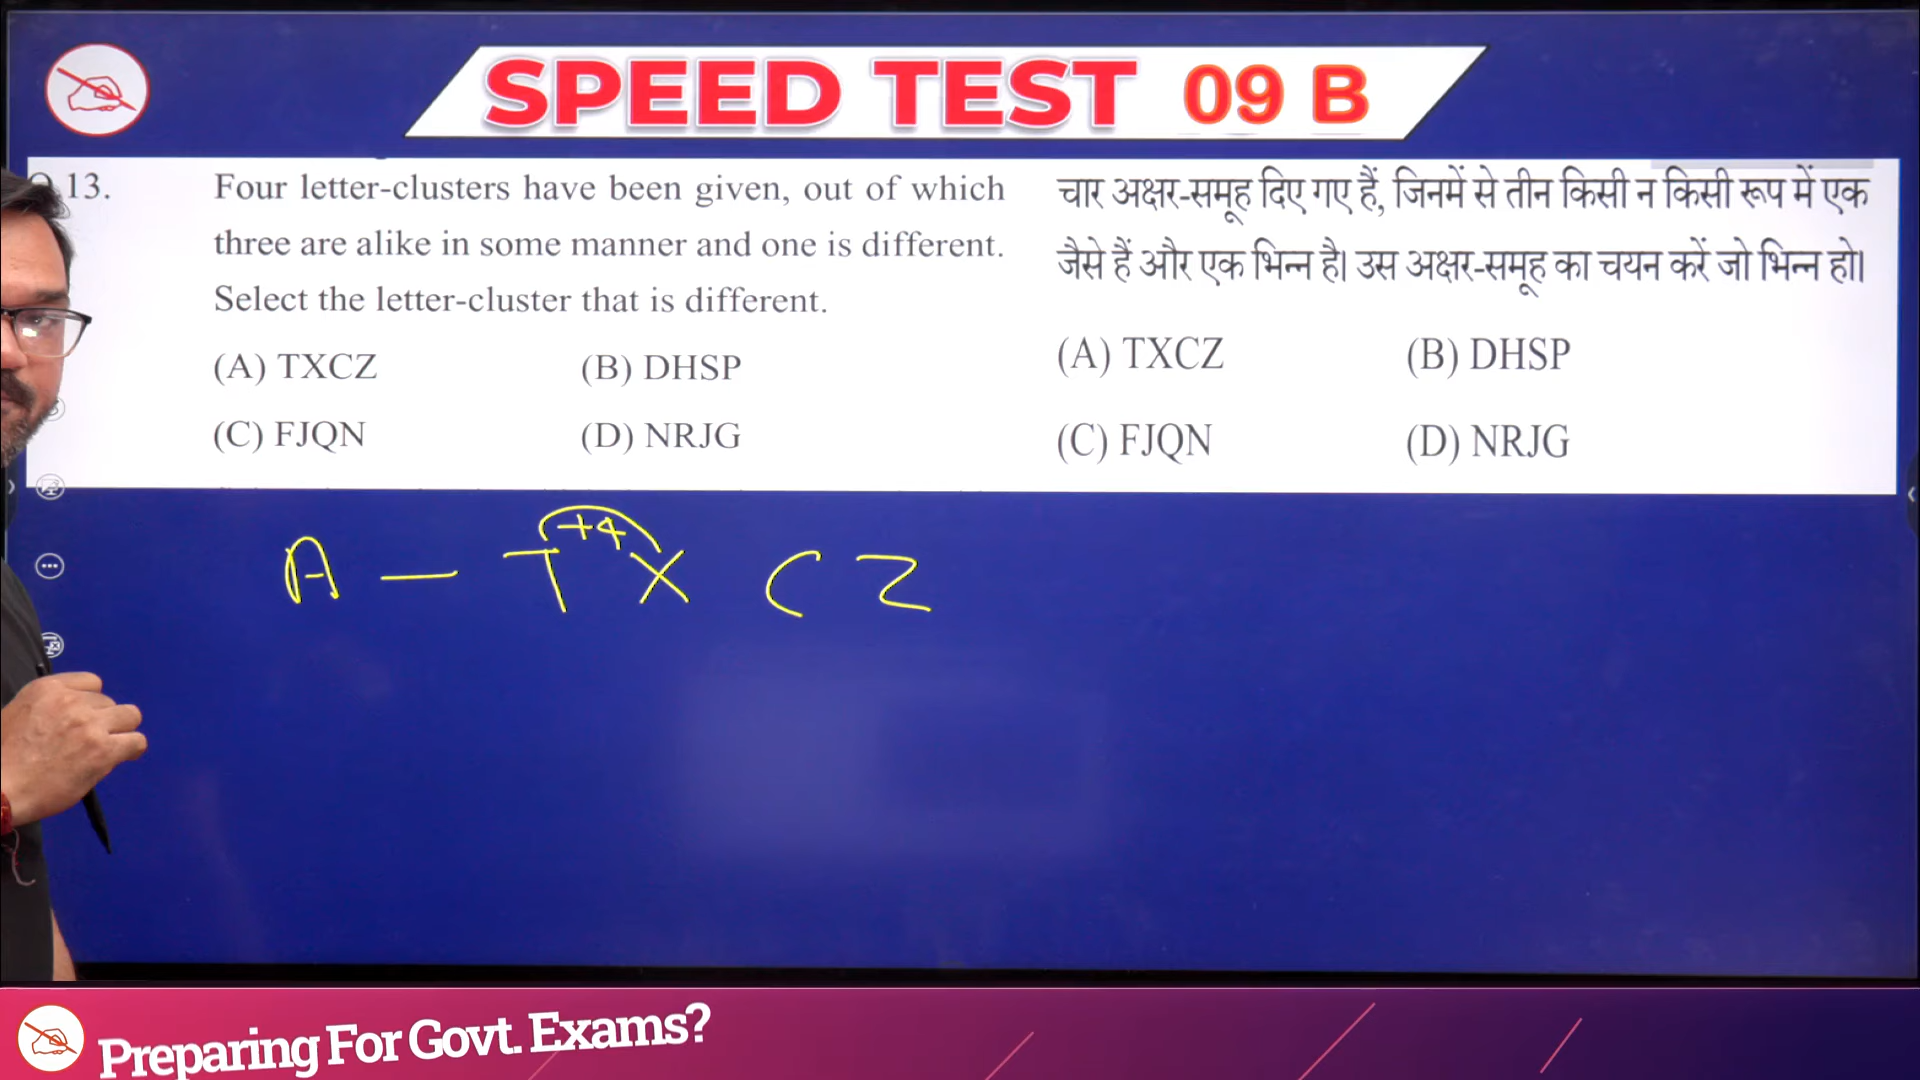 SPEED TEST 09 B
13.
Four letter-clusters have been given, out of which
three are alike in some manner and one is different.
Select the letter-cluster that is different.
(A) TXCZ (B) DHSP
(C) FJQN (D) NRJG
चार अक्षर-समूह दिए गए हैं, जिनमें से तीन किसी न किसी रूप में एक
जैसे हैं और एक भिन्न है। उस अक्षर-समूह का चयन करें जो भिन्न हो।
(A) TXCZ (B) DHSP
(C) FJQN (D) NRJG
+4
A — T X C Z
Preparing For Govt. Exams?